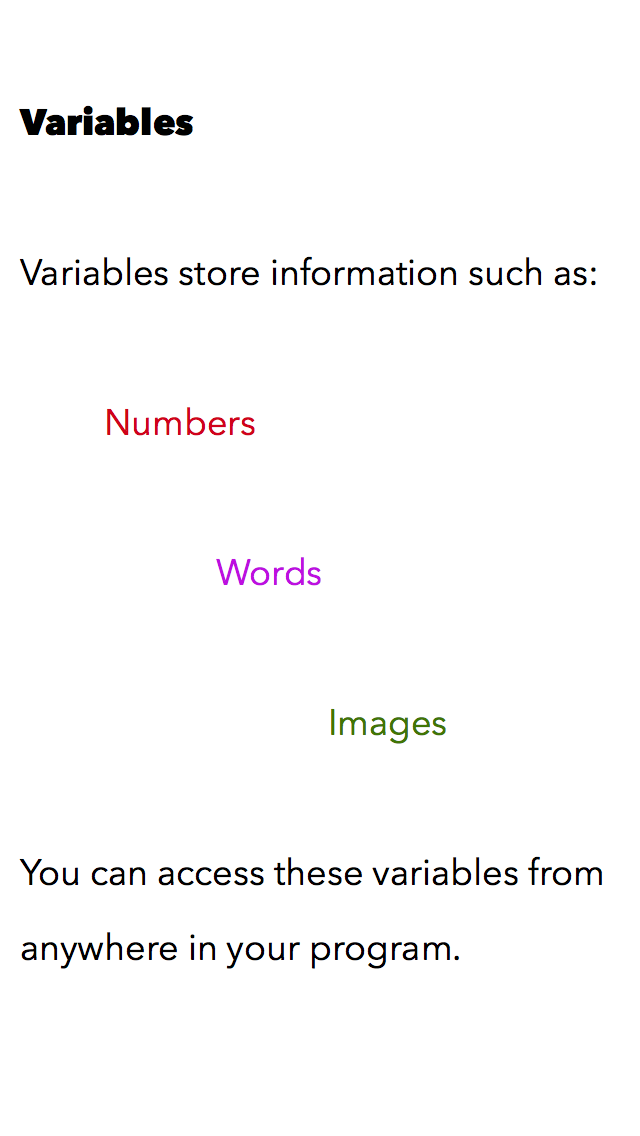 Variables
Variables store information such as:
Numbers
Words
Images
You can access these variables from
anywhere in your program.